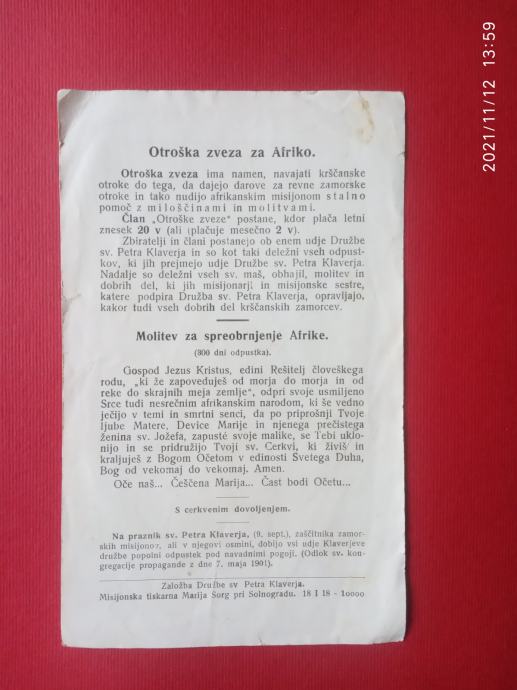 2021/11/12 13:59
Otroška zveza za Afriko.
Otroška zveza ima namen, navajati krščanske
otroke do tega, da dajejo darove za revne zamorske
otroke in tako nudijo afrikanskim misijonom stalno
pomoč z miloščinami in molitvami.
Član „Otroške zveze“ postane, kdor plača letni
znesek 20 v (ali plačuje mesečno 2 v).
Zbiratelji in člani postanejo ob enem udje Družbe
sv. Petra Klaverja in so kot taki deležni vseh odpust-
kov, ki jih prejmejo udje Družbe sv. Petra Klaverja.
Nadalje so deležni vseh sv. maš, obhajil, molitev in
dobrih del, ki jih misijonarji in misijonske sestre,
katere podpira Družba sv. Petra Klaverja, opravljajo,
kakor tudi vseh dobrih del krščanskih zamorcev.
Molitev za spreobrnjenje Afrike.
(300 dni odpustka).
Gospod Jezus Kristus, edini Rešitelj človeškega
rodu, „ki že zapoveduješ od morja do morja in od
reke do skrajnih meja zemlje“, odpri svoje usmiljeno
Srce tudi nesrečnim afrikanskim narodom, ki še vedno
ječijo v temi in smrtni senci, da po priprošnji Tvoje
ljube Matere, Device Marije in njenega prečistega
ženina sv. Jožefa, zapusté svoje malike, se Tebi uklo-
nijo in se pridružijo Tvoji sv. Cerkvi, ki živiš in
kraljuješ z Bogom Očetom v edinosti Svetega Duha,
Bog od vekomaj do vekomaj. Amen.
Oče naš... Češčena Marija... Čast bodi Očetu...
S cerkvenim dovoljenjem.
Na praznik sv. Petra Klaverja, (9. sept.), zaščitnika zamor-
skih misijonov, ali v njegovi osmini, dobijo vsi udje Klaverjeve
družbe popolni odpustek pod navadnimi pogoji. (Odlok sv. kon-
gregacije propagande z dne 7. maja 1901).
Založba Družbe sv Petra Klaverja.
Misijonska tiskarna Marija Šorg pri Solnogradu. 18 I 18 - 10000